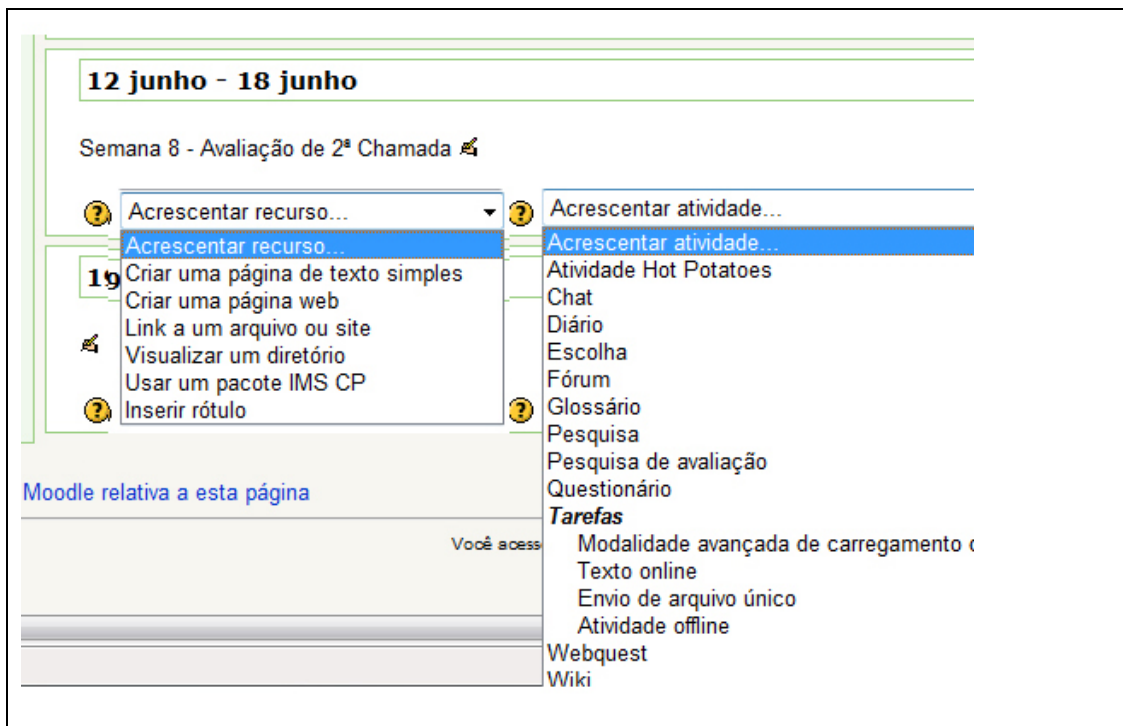 12 junho - 18 junho
Semana 8 - Avaliação de 2ª Chamada
Acrescentar recurso...
Acrescentar recurso...
Criar uma página de texto simples
Criar uma página web
Link a um arquivo ou site
Visualizar um diretório
Usar um pacote IMS CP
Inserir rótulo
19
Acrescentar atividade...
Acrescentar atividade...
Atividade Hot Potatoes
Chat
Diário
Escolha
Fórum
Glossário
Pesquisa
Pesquisa de avaliação
Questionário
Tarefas
Modalidade avançada de carregamento
Texto online
Envio de arquivo único
Atividade offline
Webquest
Wiki
Moodle relativa a esta página
Você